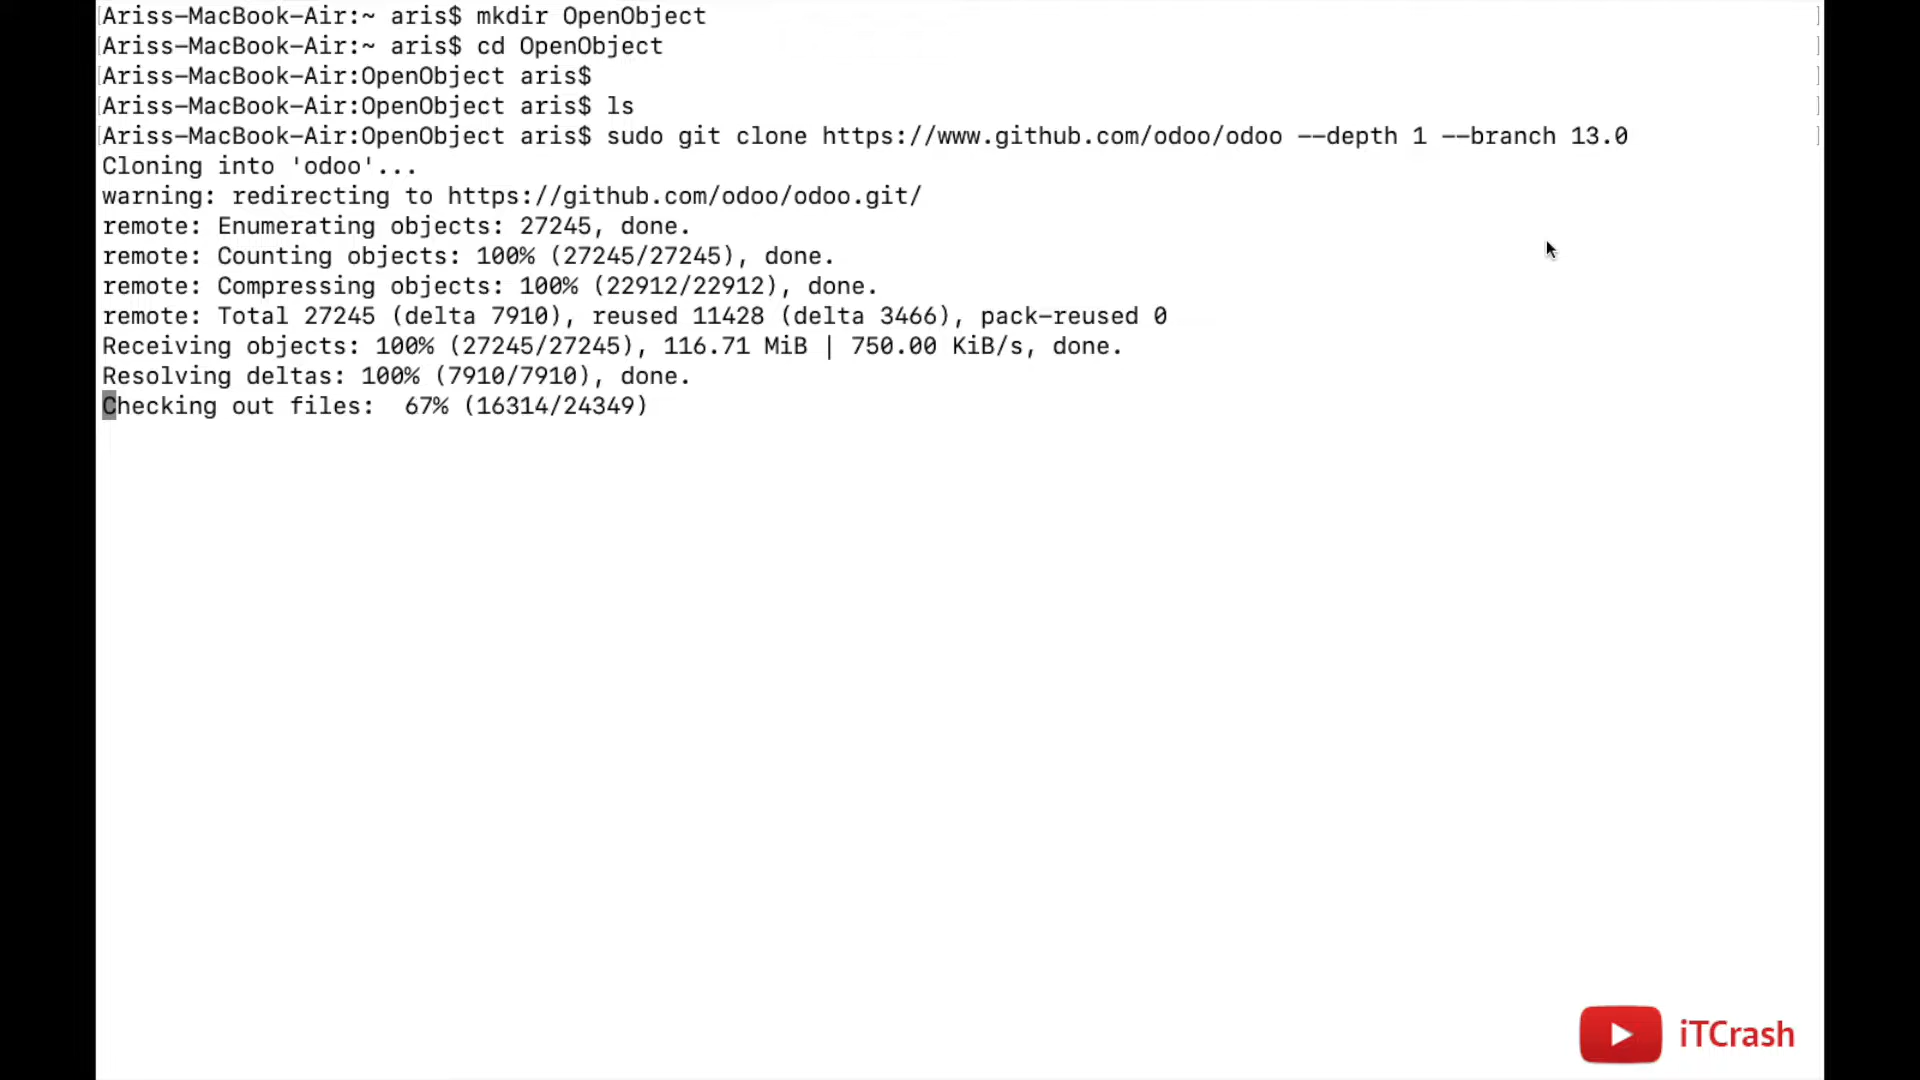 Ariss-MacBook-Air:~ aris$ mkdir OpenObject
Ariss-MacBook-Air:~ aris$ cd OpenObject
Ariss-MacBook-Air:OpenObject aris$
Ariss-MacBook-Air:OpenObject aris$ ls
Ariss-MacBook-Air:OpenObject aris$ sudo git clone https://www.github.com/odoo/odoo --depth 1 --branch 13.0
Cloning into 'odoo'...
warning: redirecting to https://github.com/odoo/odoo.git/
remote: Enumerating objects: 27245, done.
remote: Counting objects: 100% (27245/27245), done.
remote: Compressing objects: 100% (22912/22912), done.
remote: Total 27245 (delta 7910), reused 11428 (delta 3466), pack-reused 0
Receiving objects: 100% (27245/27245), 116.71 MiB | 750.00 KiB/s, done.
Resolving deltas: 100% (7910/7910), done.
Checking out files:  67% (16314/24349)
iTCrash